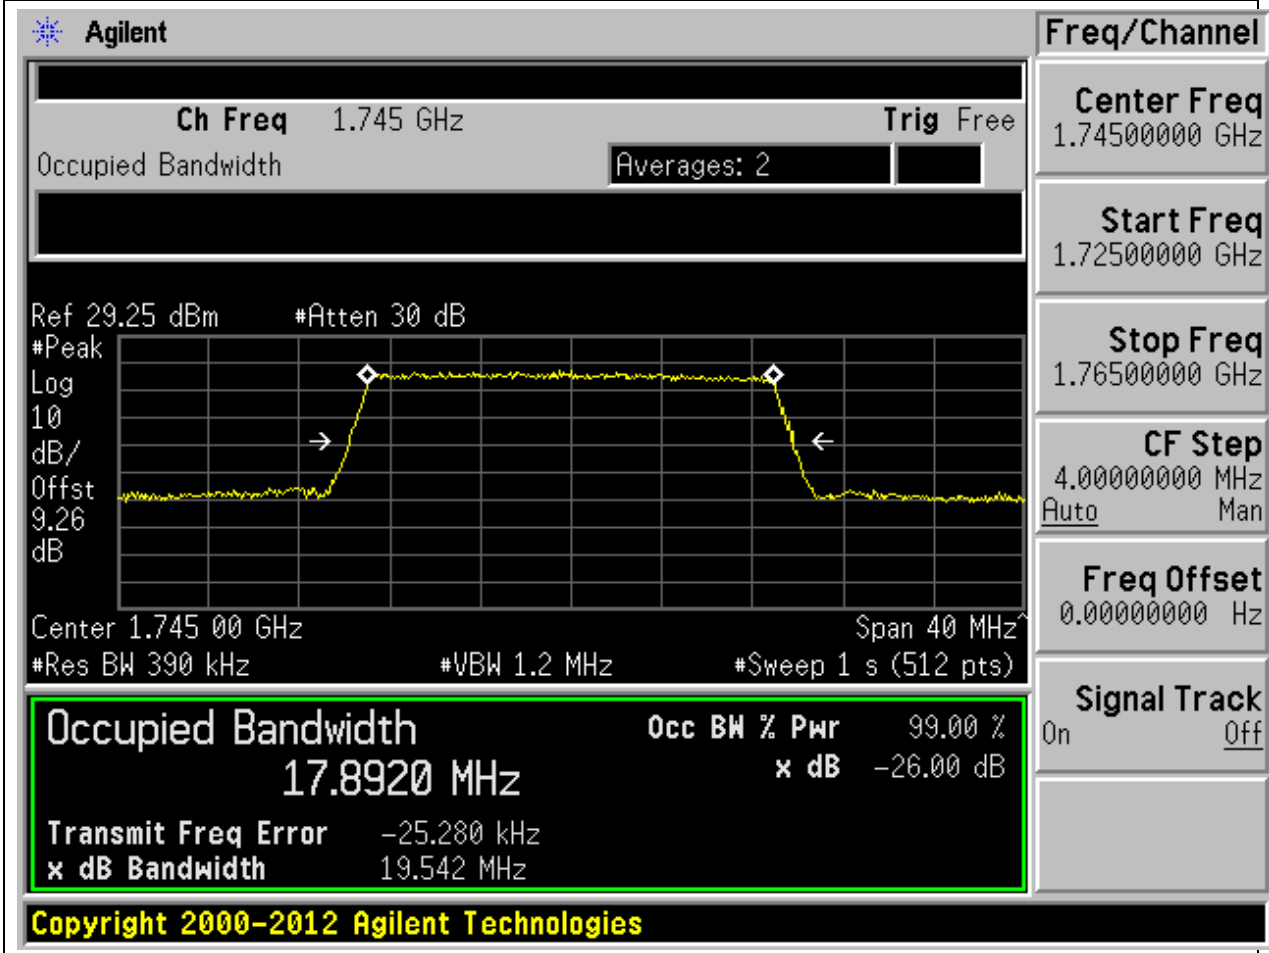 Agilent
Freq/Channel
Ch Freq 1.745 GHz Trig Free
Occupied Bandwidth Averages: 2
Center Freq
1.74500000 GHz
Start Freq
1.72500000 GHz
Stop Freq
1.76500000 GHz
CF Step
4.00000000 MHz
Auto Man
Freq Offset
0.00000000 Hz
Signal Track
On Off
Ref 29.25 dBm #Atten 30 dB
#Peak
Log
10
dB/
Offst
9.26
dB
Center 1.745 00 GHz Span 40 MHz^
#Res BW 390 kHz #VBW 1.2 MHz #Sweep 1 s (512 pts)
Occupied Bandwidth
17.8920 MHz
Occ BW % Pwr 99.00 %
x dB -26.00 dB
Transmit Freq Error -25.280 kHz
x dB Bandwidth 19.542 MHz
Copyright 2000-2012 Agilent Technologies